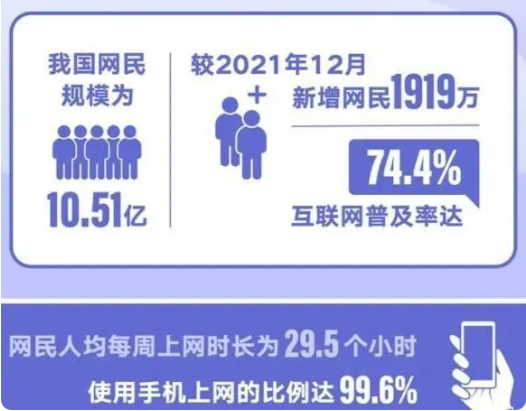 我国网民
规模为
10.51亿
较2021年12月
新增网民1919万
74.4%
互联网普及率达
网民人均每周上网时长为29.5个小时
使用手机上网的比例达99.6%